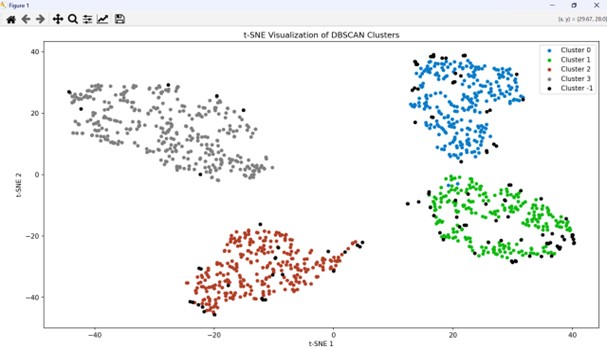 Figure 1
(x, y) = (29.67, 28.0)
t-SNE Visualization of DBSCAN Clusters
Cluster 0
Cluster 1
Cluster 2
Cluster 3
Cluster -1
t-SNE 2
40
20
0
−20
−40
−40
−20
0
20
40
t-SNE 1